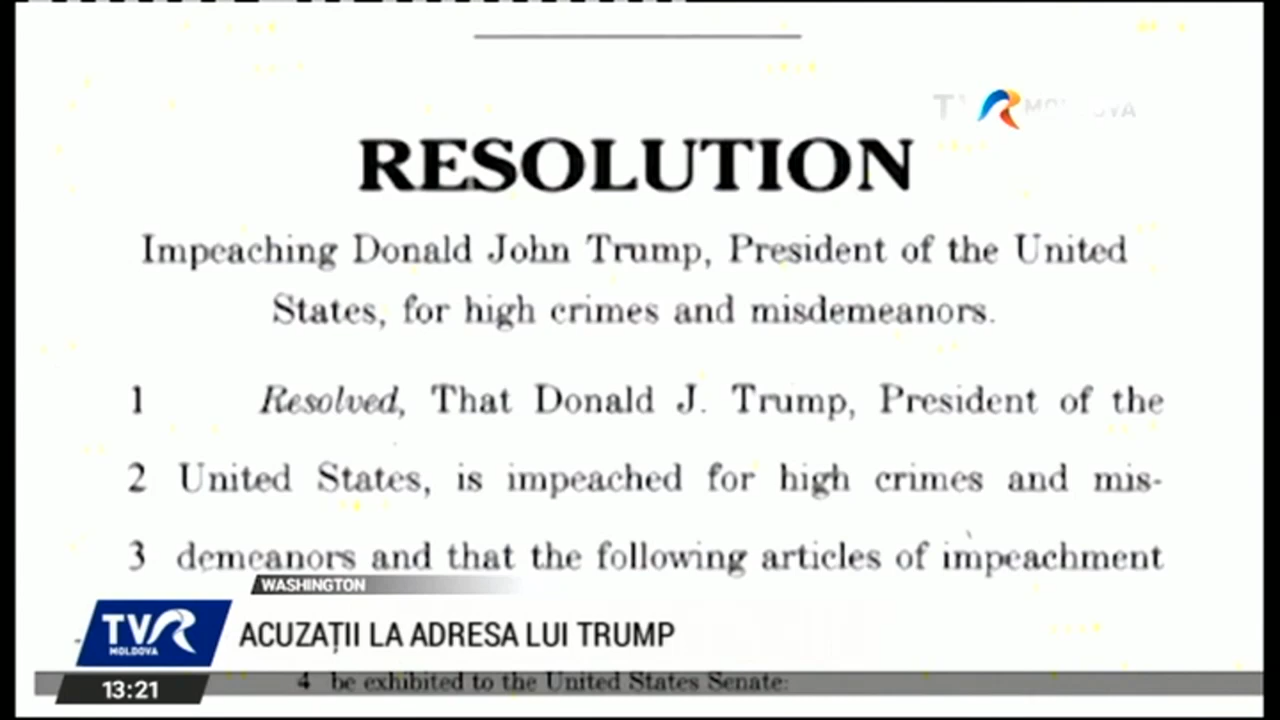 TVR MOLDOVA
RESOLUTION
Impeaching Donald John Trump, President of the United
States, for high crimes and misdemeanors.
1 Resolved, That Donald J. Trump, President of the
2 United States, is impeached for high crimes and mis-
3 demeanors and that the following articles of impeachment
WASHINGTON
TVR MOLDOVA
ACUZAȚII LA ADRESA LUI TRUMP
4 be exhibited to the United States Senate:
13:21